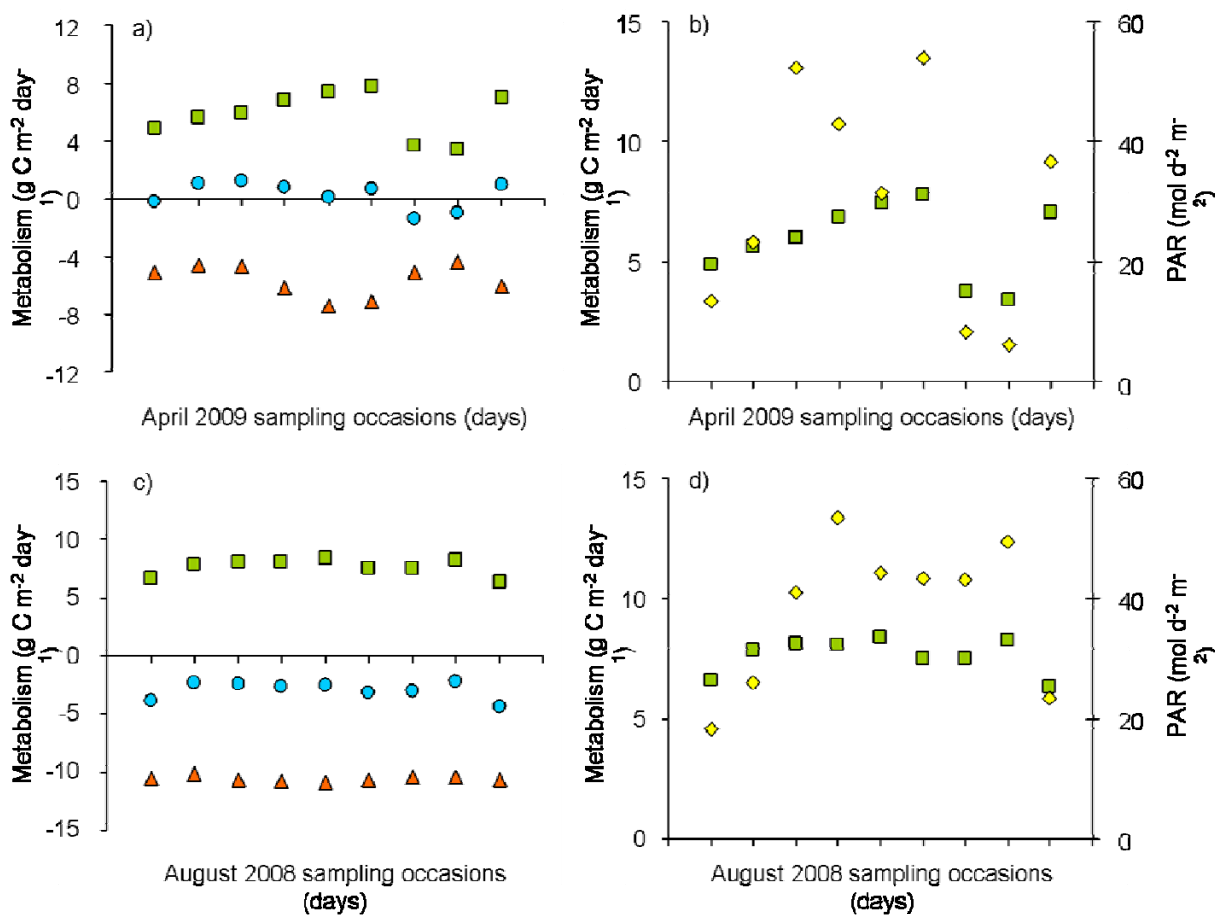 a)
12
8
4
0
-4
-8
-12
Metabolism (g C m-2 day-
1)
April 2009 sampling occasions (days)
b)
15
10
5
0
Metabolism (g C m-2 day-
1)
60
40
20
0
PAR (mol d-2 m-
2)
April 2009 sampling occasions (days)
c)
15
10
5
0
-5
-10
-15
Metabolism (g C m-2 day-
1)
August 2008 sampling occasions
(days)
d)
15
10
5
0
Metabolism (g C m-2 day-
1)
60
40
20
0
PAR (mol d-2 m-
2)
August 2008 sampling occasions
(days)